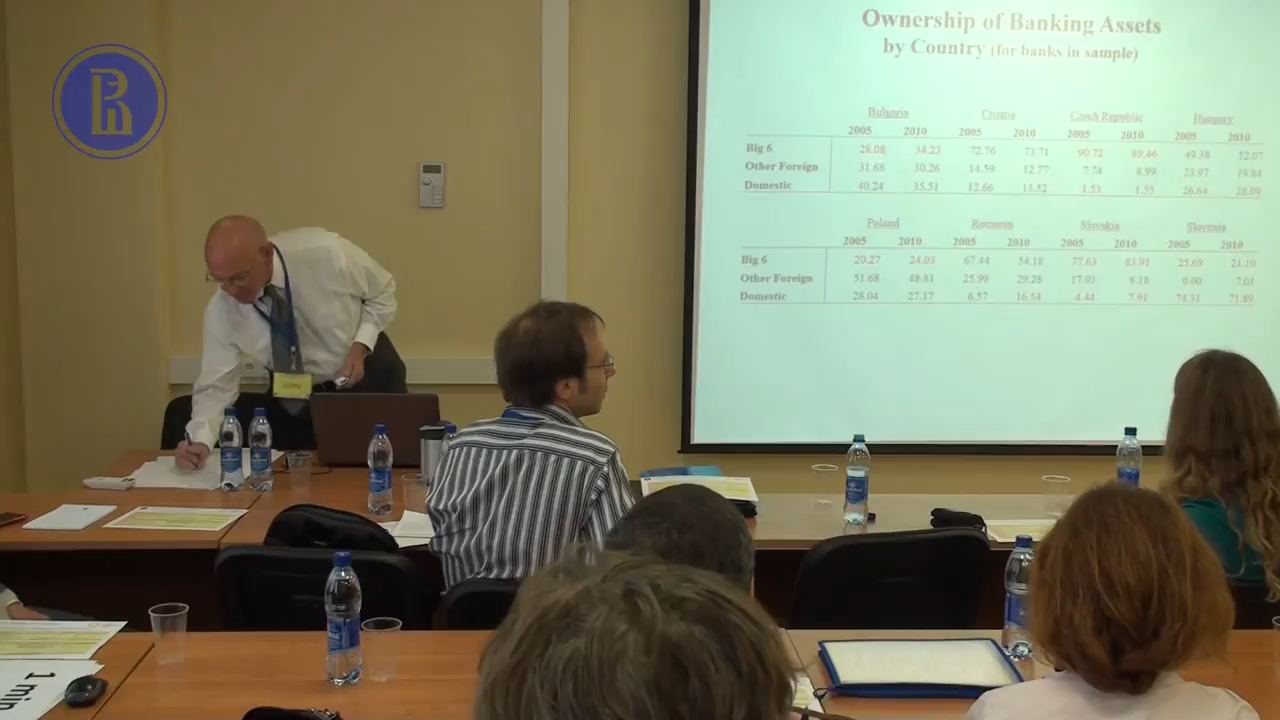 Ownership of Banking Assets
by Country (for banks in sample)
Bulgaria Croatia Czech Republic Hungary
2005 2010 2005 2010 2005 2010 2005 2010
Big 6 28.08 34.23 72.76 73.71 90.72 89.46 49.38 52.07
Other Foreign 31.68 30.26 14.59 12.77 7.74 8.99 23.97 19.84
Domestic 40.24 35.51 12.66 13.52 1.53 1.55 26.64 28.09
Poland Romania Slovakia Slovenia
2005 2010 2005 2010 2005 2010 2005 2010
Big 6 20.27 24.03 67.44 54.18 77.63 83.91 25.69 21.10
Other Foreign 51.68 48.81 25.99 29.28 17.93 8.18 0.00 7.01
Domestic 28.04 27.17 6.57 16.54 4.44 7.91 74.31 71.89
1 min